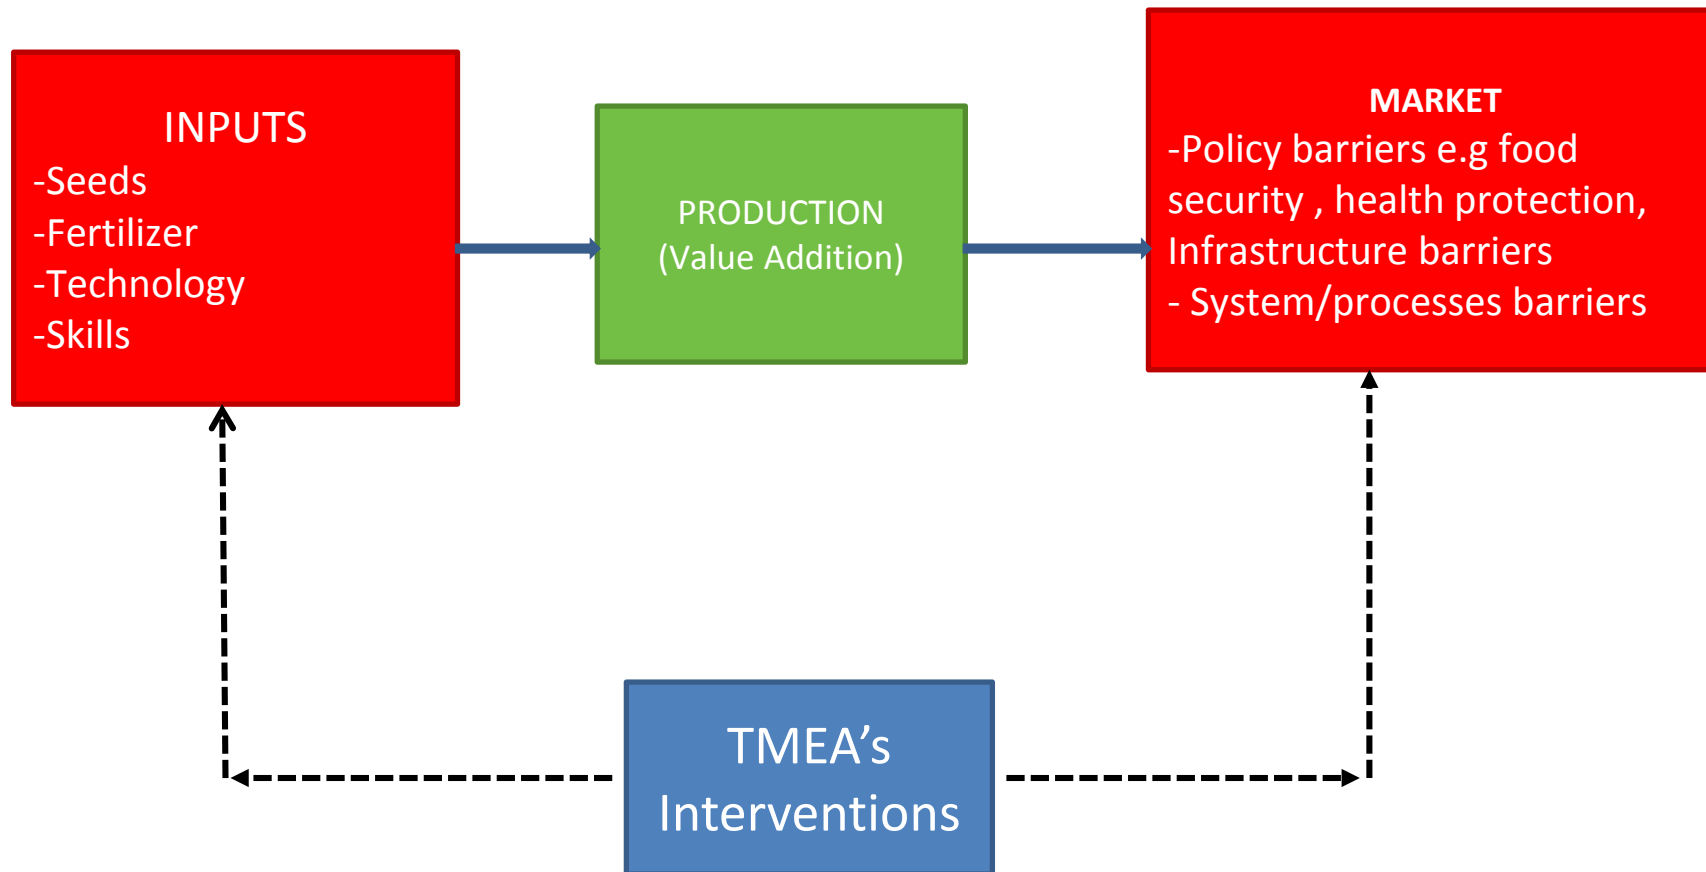 INPUTS
-Seeds
-Fertilizer
-Technology
-Skills
PRODUCTION
(Value Addition)
MARKET
-Policy barriers e.g food
security , health protection,
Infrastructure barriers
- System/processes barriers
TMEA’s
Interventions